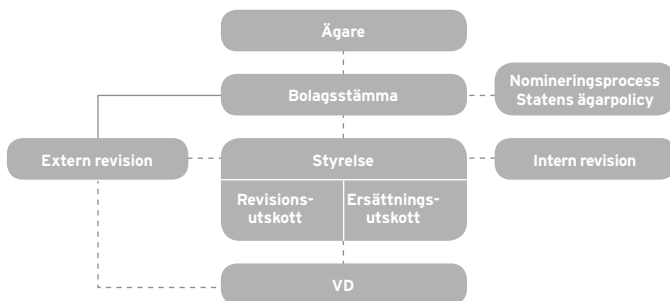 Ägare
Bolagsstämma
Nomineringsprocess
Statens ägarpolicy
Extern revision
Styrelse
Intern revision
Revisions-
utskott
Ersättnings-
utskott
VD